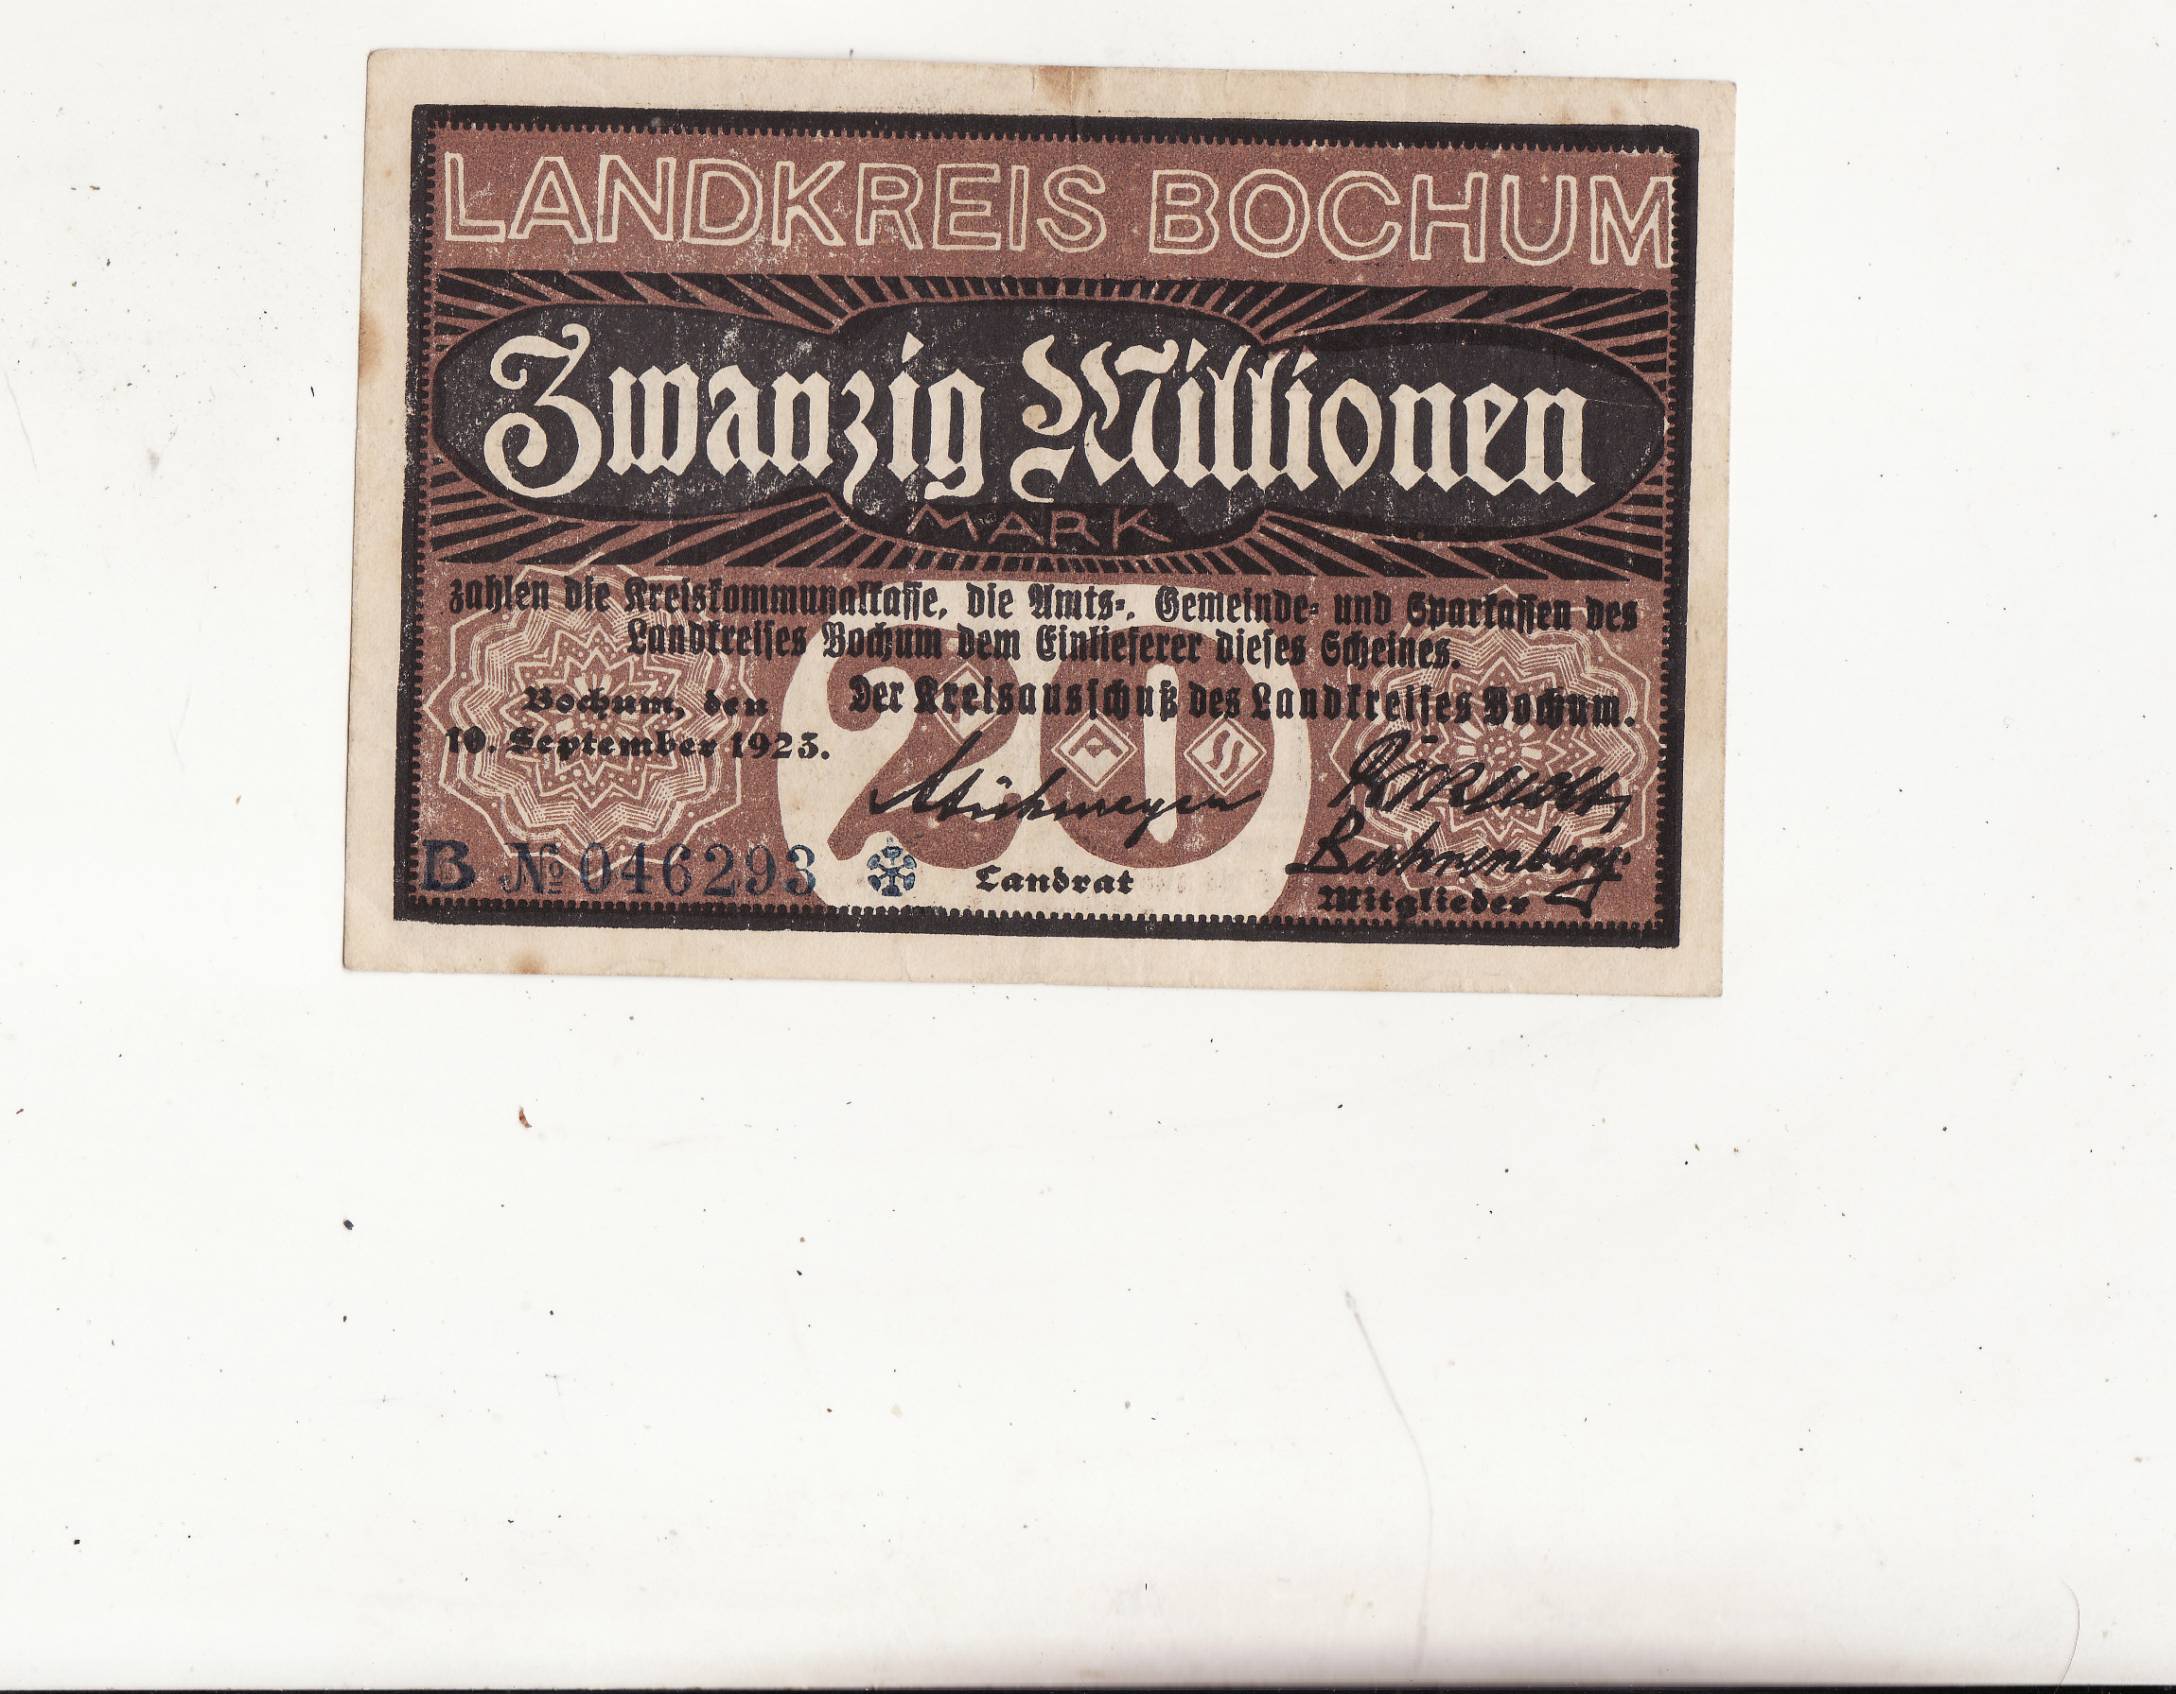 LANDKREIS BOCHUM
Zwanzig Millionen
MARK
zahlen die Kreiskommunalkasse, die Amts-, Gemeinde- und Sparkassen des
Landkreises Bochum dem Einlieferer dieses Scheines.
Bochum, den
10. September 1923.
Der Kreisausschuß des Landkreises Bochum.
20
B № 046293
Landrat
Mitglieder